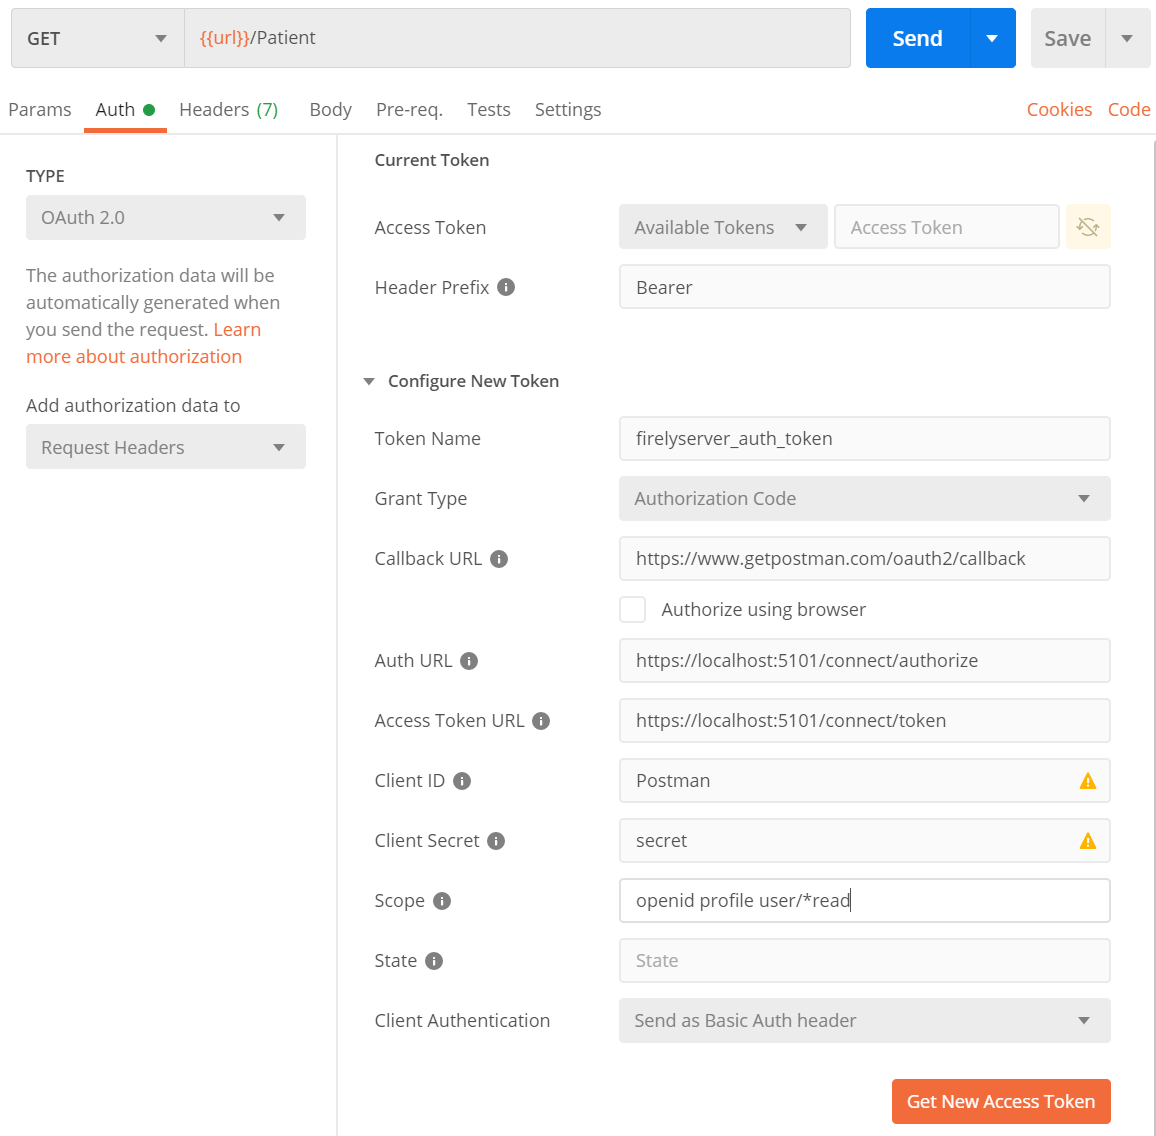 GET {{url}}/Patient Send Save
Params Auth Headers (7) Body Pre-req. Tests Settings Cookies Code
TYPE
OAuth 2.0
The authorization data will be
automatically generated when
you send the request. Learn
more about authorization
Add authorization data to
Request Headers
Current Token
Access Token Available Tokens Access Token
Header Prefix Bearer
Configure New Token
Token Name firelyserver_auth_token
Grant Type Authorization Code
Callback URL https://www.getpostman.com/oauth2/callback
Authorize using browser
Auth URL https://localhost:5101/connect/authorize
Access Token URL https://localhost:5101/connect/token
Client ID Postman
Client Secret secret
Scope openid profile user/*read
State State
Client Authentication Send as Basic Auth header
Get New Access Token